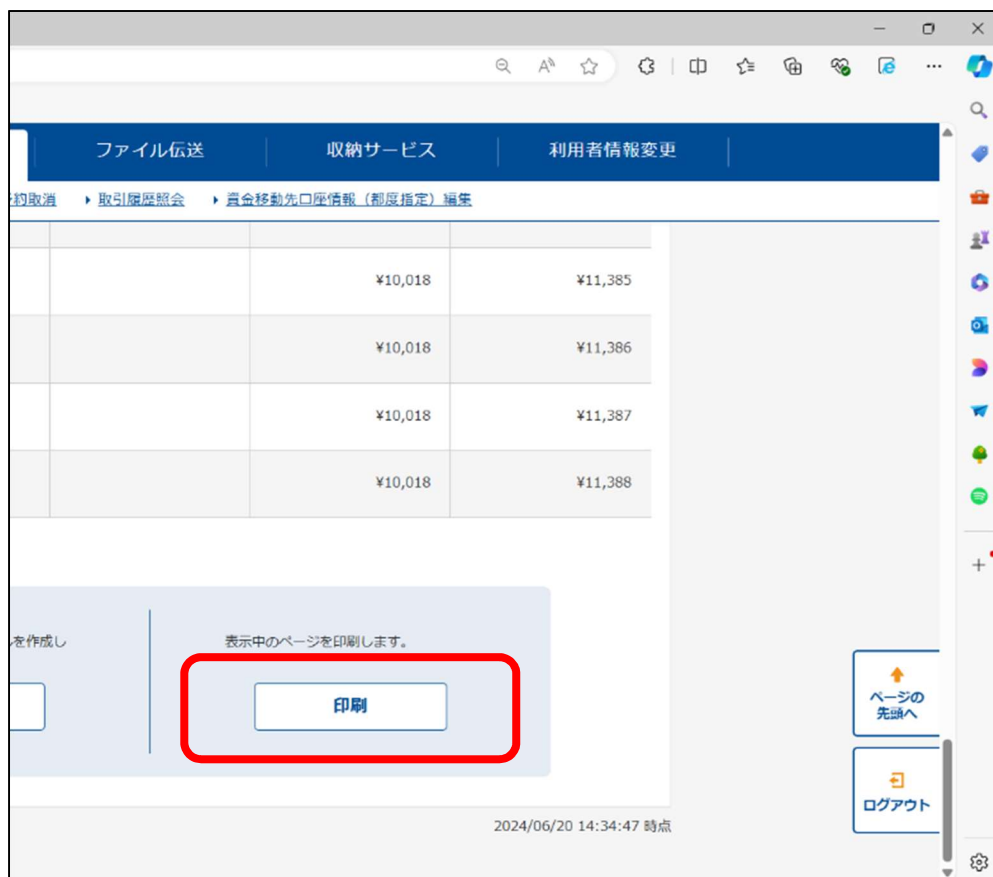 ファイル伝送
収納サービス
利用者情報変更
約取消
取引履歴照会
資金移動先口座情報（都度指定）編集
¥10,018
¥11,385
¥10,018
¥11,386
¥10,018
¥11,387
¥10,018
¥11,388
を作成し
表示中のページを印刷します。
印刷
ページの
先頭へ
ログアウト
2024/06/20 14:34:47 時点